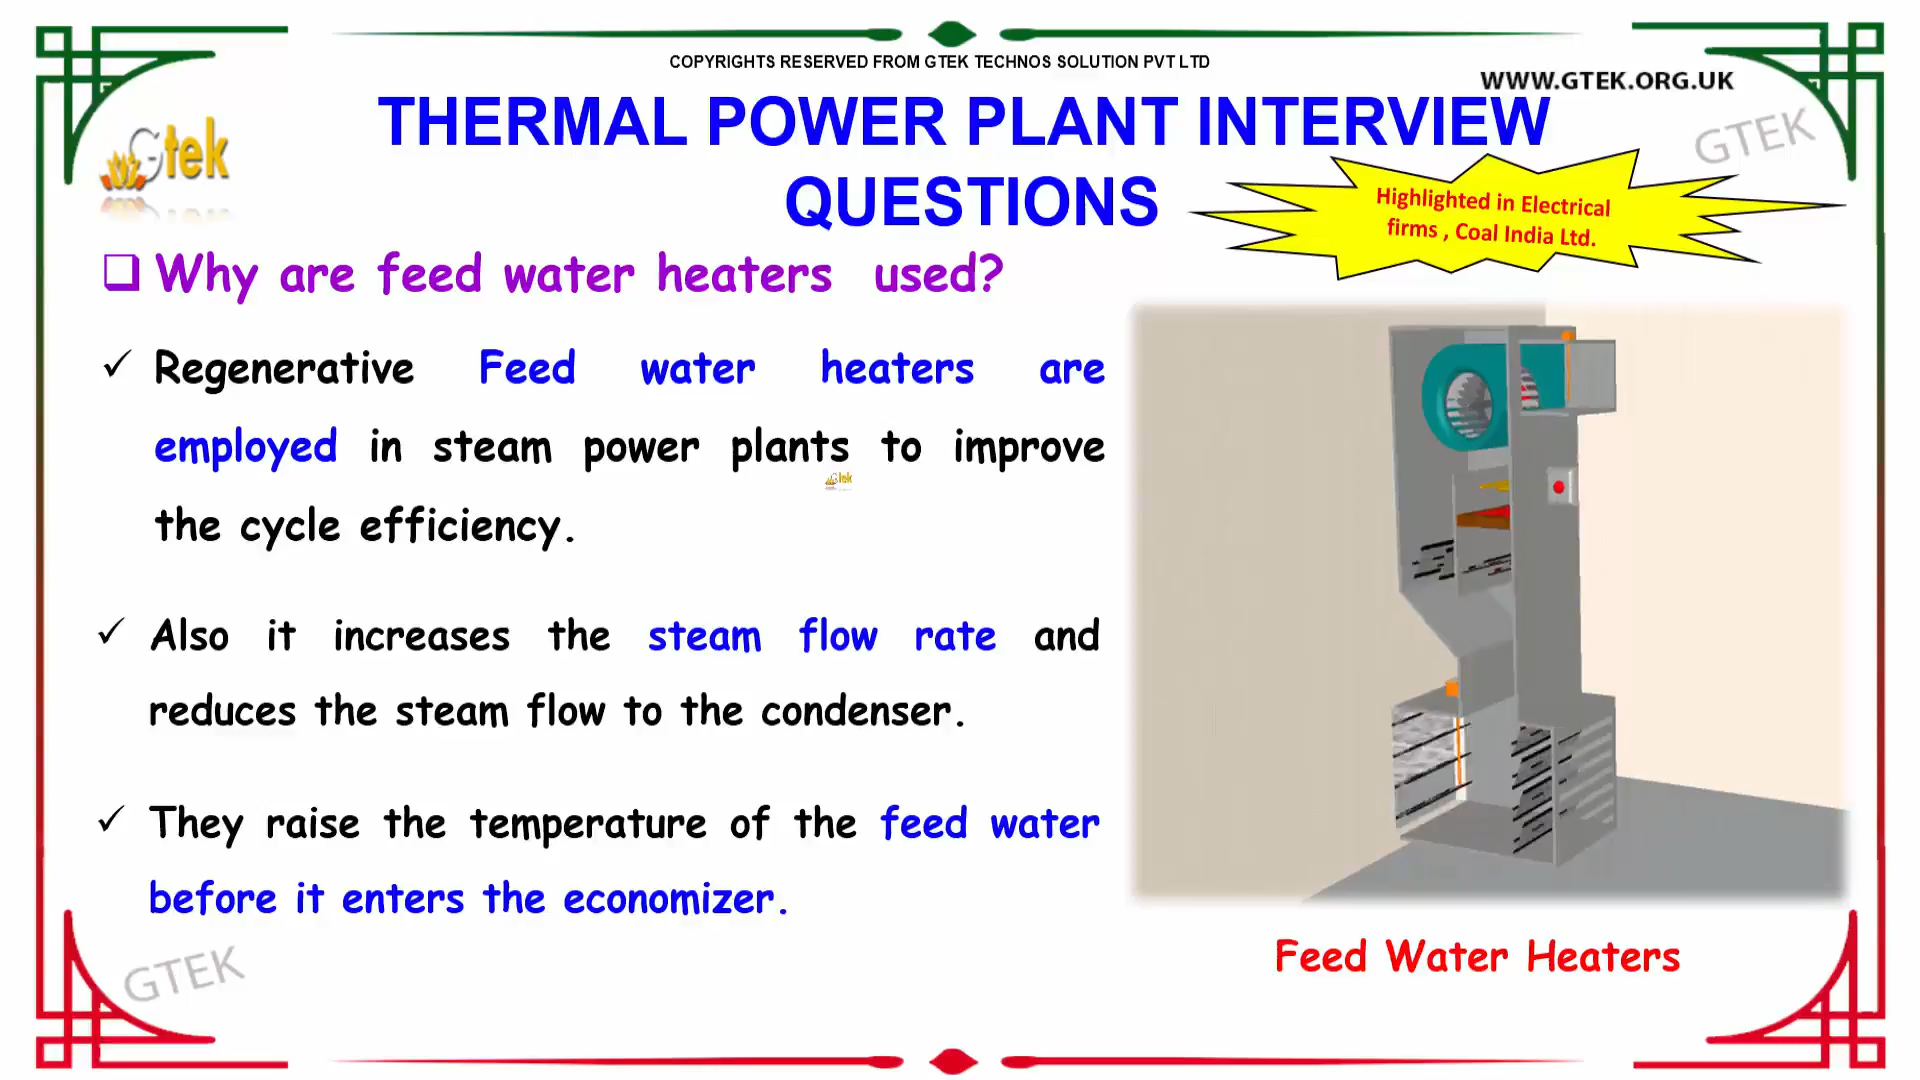 COPYRIGHTS RESERVED FROM GTEK TECHNOS SOLUTION PVT LTD
WWW.GTEK.ORG.UK
GTEK
Gtek
THERMAL POWER PLANT INTERVIEW
QUESTIONS
Highlighted in Electrical
firms , Coal India Ltd.
Why are feed water heaters used?
Regenerative Feed water heaters are
employed in steam power plants to improve
the cycle efficiency.
Gtek
Also it increases the steam flow rate and
reduces the steam flow to the condenser.
They raise the temperature of the feed water
before it enters the economizer.
Feed Water Heaters
GTEK